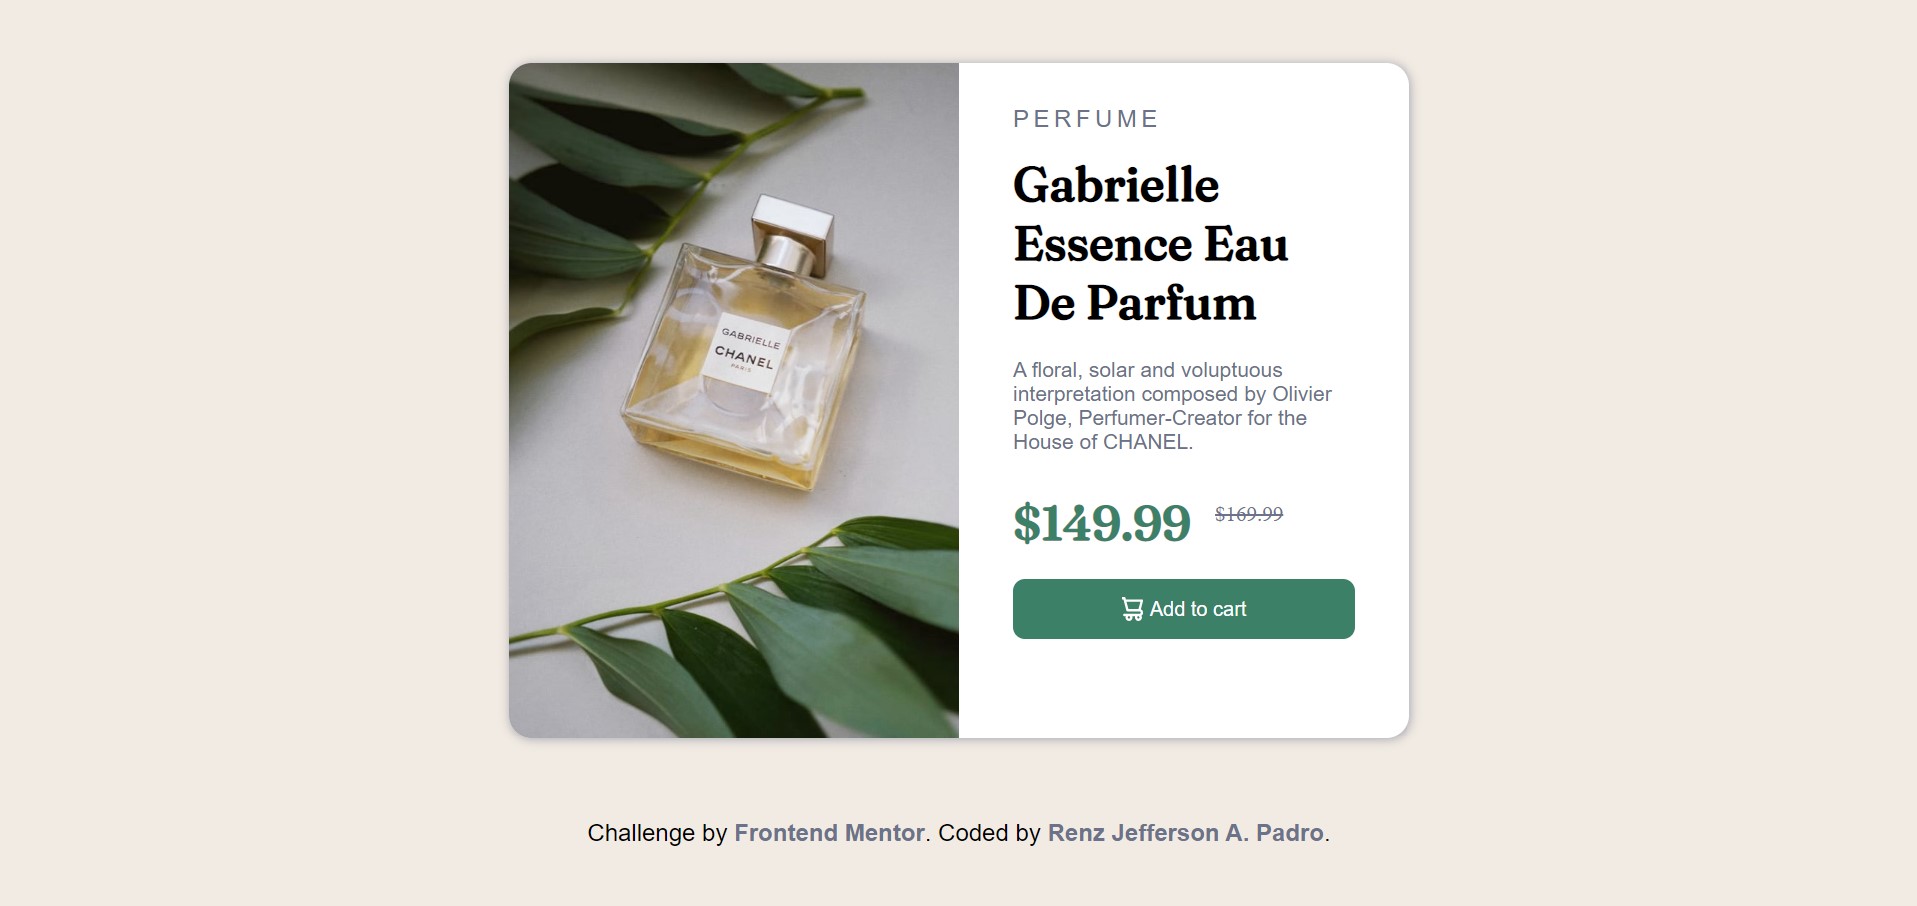 PERFUME
Gabrielle
Essence Eau
De Parfum
A floral, solar and voluptuous
interpretation composed by Olivier
Polge, Perfumer-Creator for the
House of CHANEL.
$149.99 $169.99
Add to cart
GABRIELLE
CHANEL
PARIS
Challenge by Frontend Mentor. Coded by Renz Jefferson A. Padro.